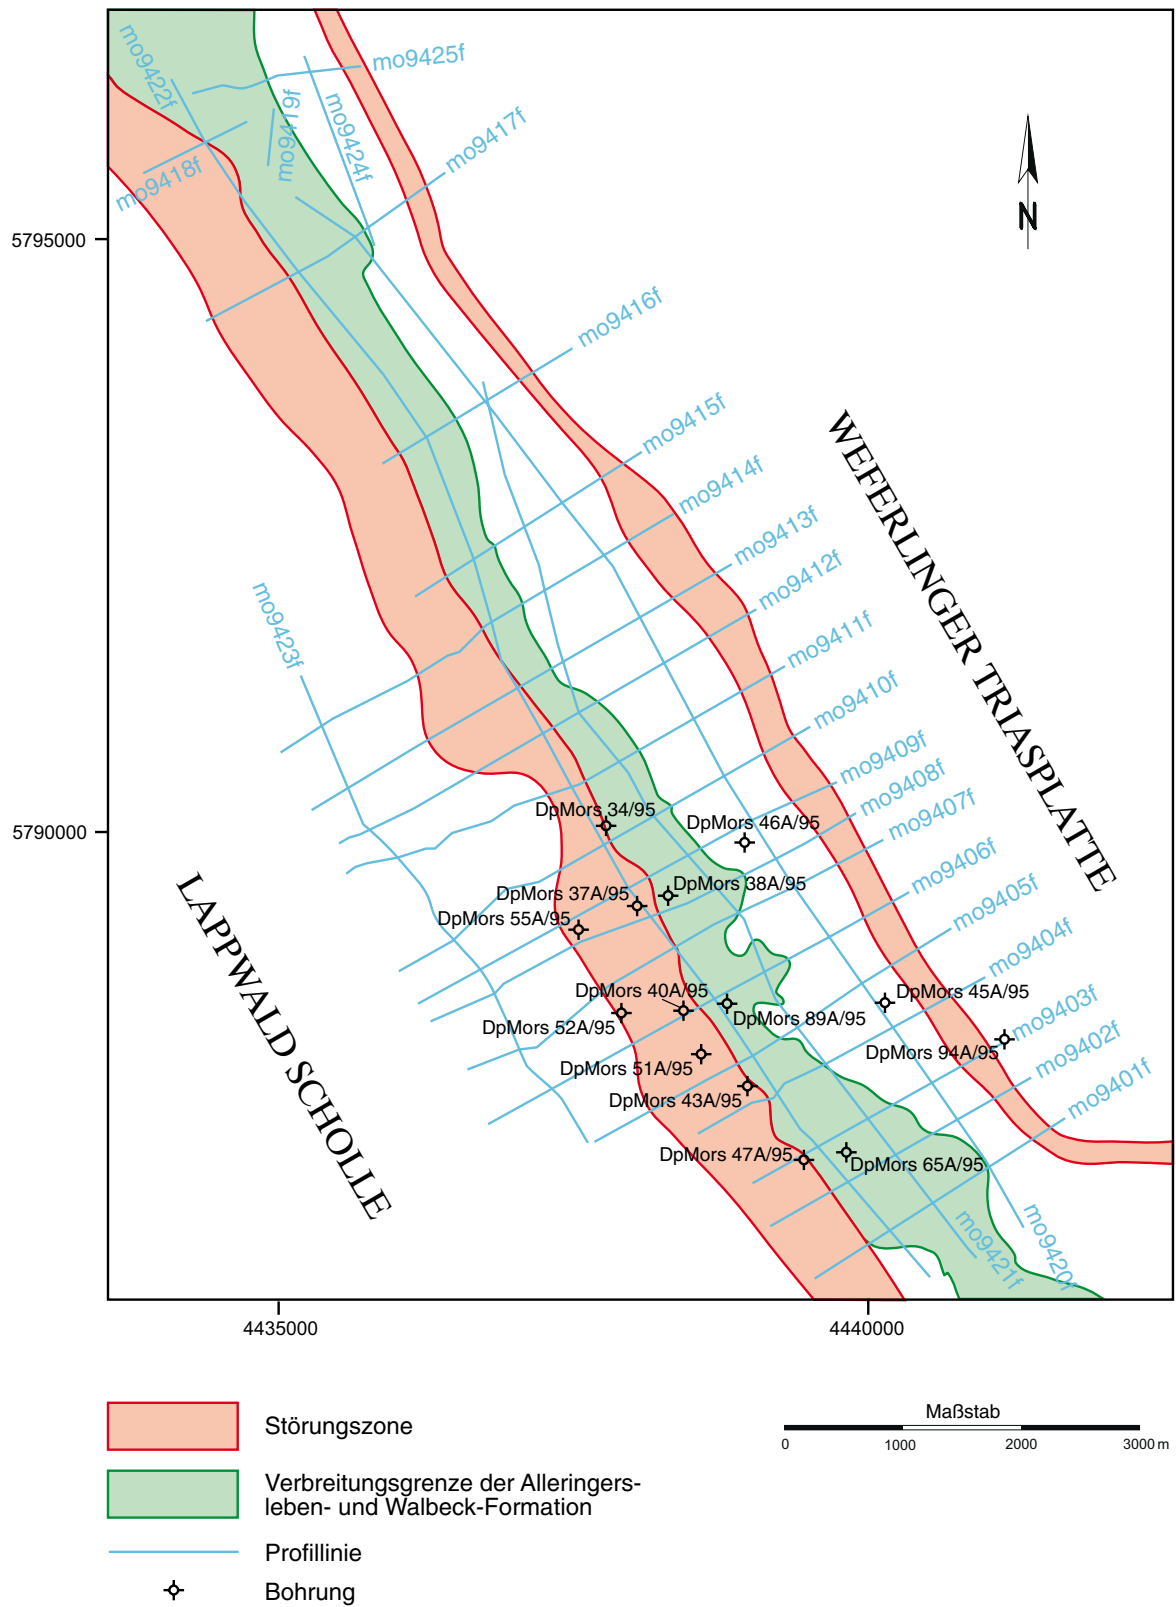 mo9422f
mo9425f
mo9419f
mo9424f
mo9417f
mo9418f
N
5795000
mo9416f
mo9415f
mo9414f
mo9413f
mo9412f
mo9411f
mo9410f
mo9409f
mo9408f
mo9407f
mo9406f
mo9405f
mo9404f
mo9403f
mo9402f
mo9401f
mo9423f
mo9420f
mo9421f
WEFERLINGER TRIASPLATTE
LAPPWALD SCHOLLE
5790000
DpMors 34/95
DpMors 46A/95
DpMors 38A/95
DpMors 37A/95
DpMors 55A/95
DpMors 40A/95
DpMors 45A/95
DpMors 89A/95
DpMors 52A/95
DpMors 94A/95
DpMors 51A/95
DpMors 43A/95
DpMors 47A/95
DpMors 65A/95
4435000
4440000
Störungszone
Verbreitungsgrenze der Alleringers-
leben- und Walbeck-Formation
Profillinie
Bohrung
Maßstab
0 1000 2000 3000 m